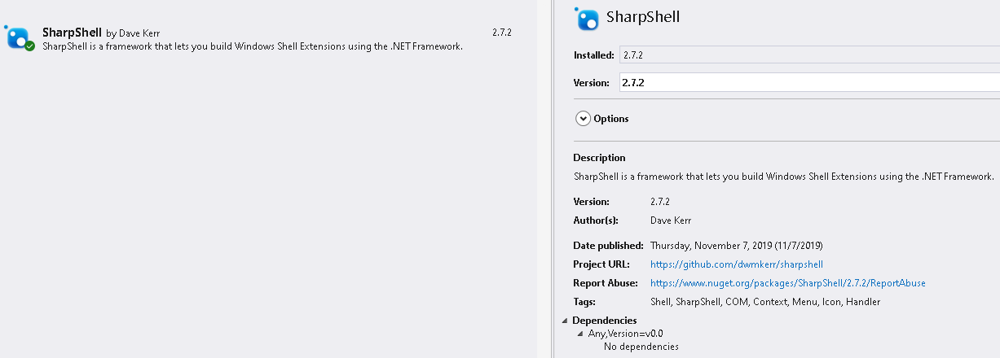 SharpShell by Dave Kerr 2.7.2
SharpShell is a framework that lets you build Windows Shell Extensions using the .NET Framework.
SharpShell
Installed: 2.7.2
Version: 2.7.2
Options
Description
SharpShell is a framework that lets you build Windows Shell Extensions using the .NET Framework.
Version: 2.7.2
Author(s): Dave Kerr
Date published: Thursday, November 7, 2019 (11/7/2019)
Project URL: https://github.com/dwmkerr/sharpshell
Report Abuse: https://www.nuget.org/packages/SharpShell/2.7.2/ReportAbuse
Tags: Shell, SharpShell, COM, Context, Menu, Icon, Handler
Dependencies
Any,Version=v0.0
No dependencies